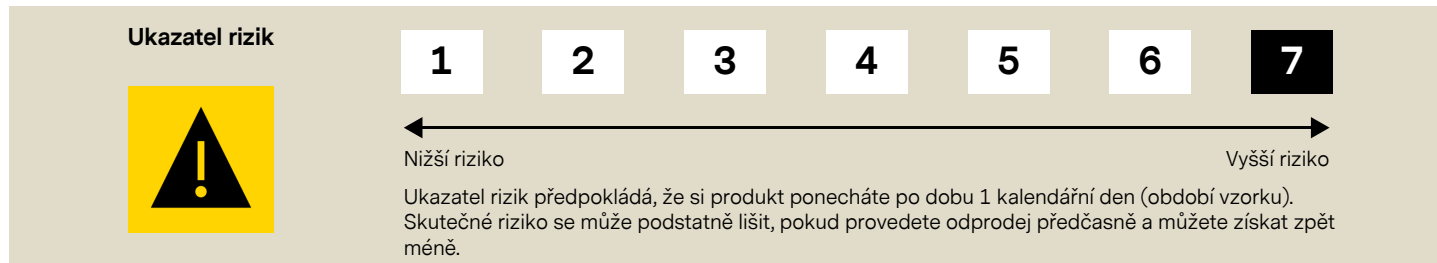 Ukazatel rizik
1 2 3 4 5 6 7
Nižší riziko Vyšší riziko
Ukazatel rizik předpokládá, že si produkt ponecháte po dobu 1 kalendářní den (období vzorku).
Skutečné riziko se může podstatně lišit, pokud provedete odprodej předčasně a můžete získat zpět
méně.